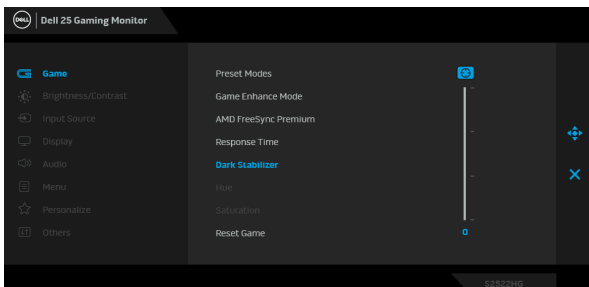 DELL Dell 25 Gaming Monitor
Game
Brightness/Contrast
Input Source
Display
Audio
Menu
Personalize
Others
Preset Modes
Game Enhance Mode
AMD FreeSync Premium
Response Time
Dark Stabilizer
Hue
Saturation
Reset Game
0
S2522HG